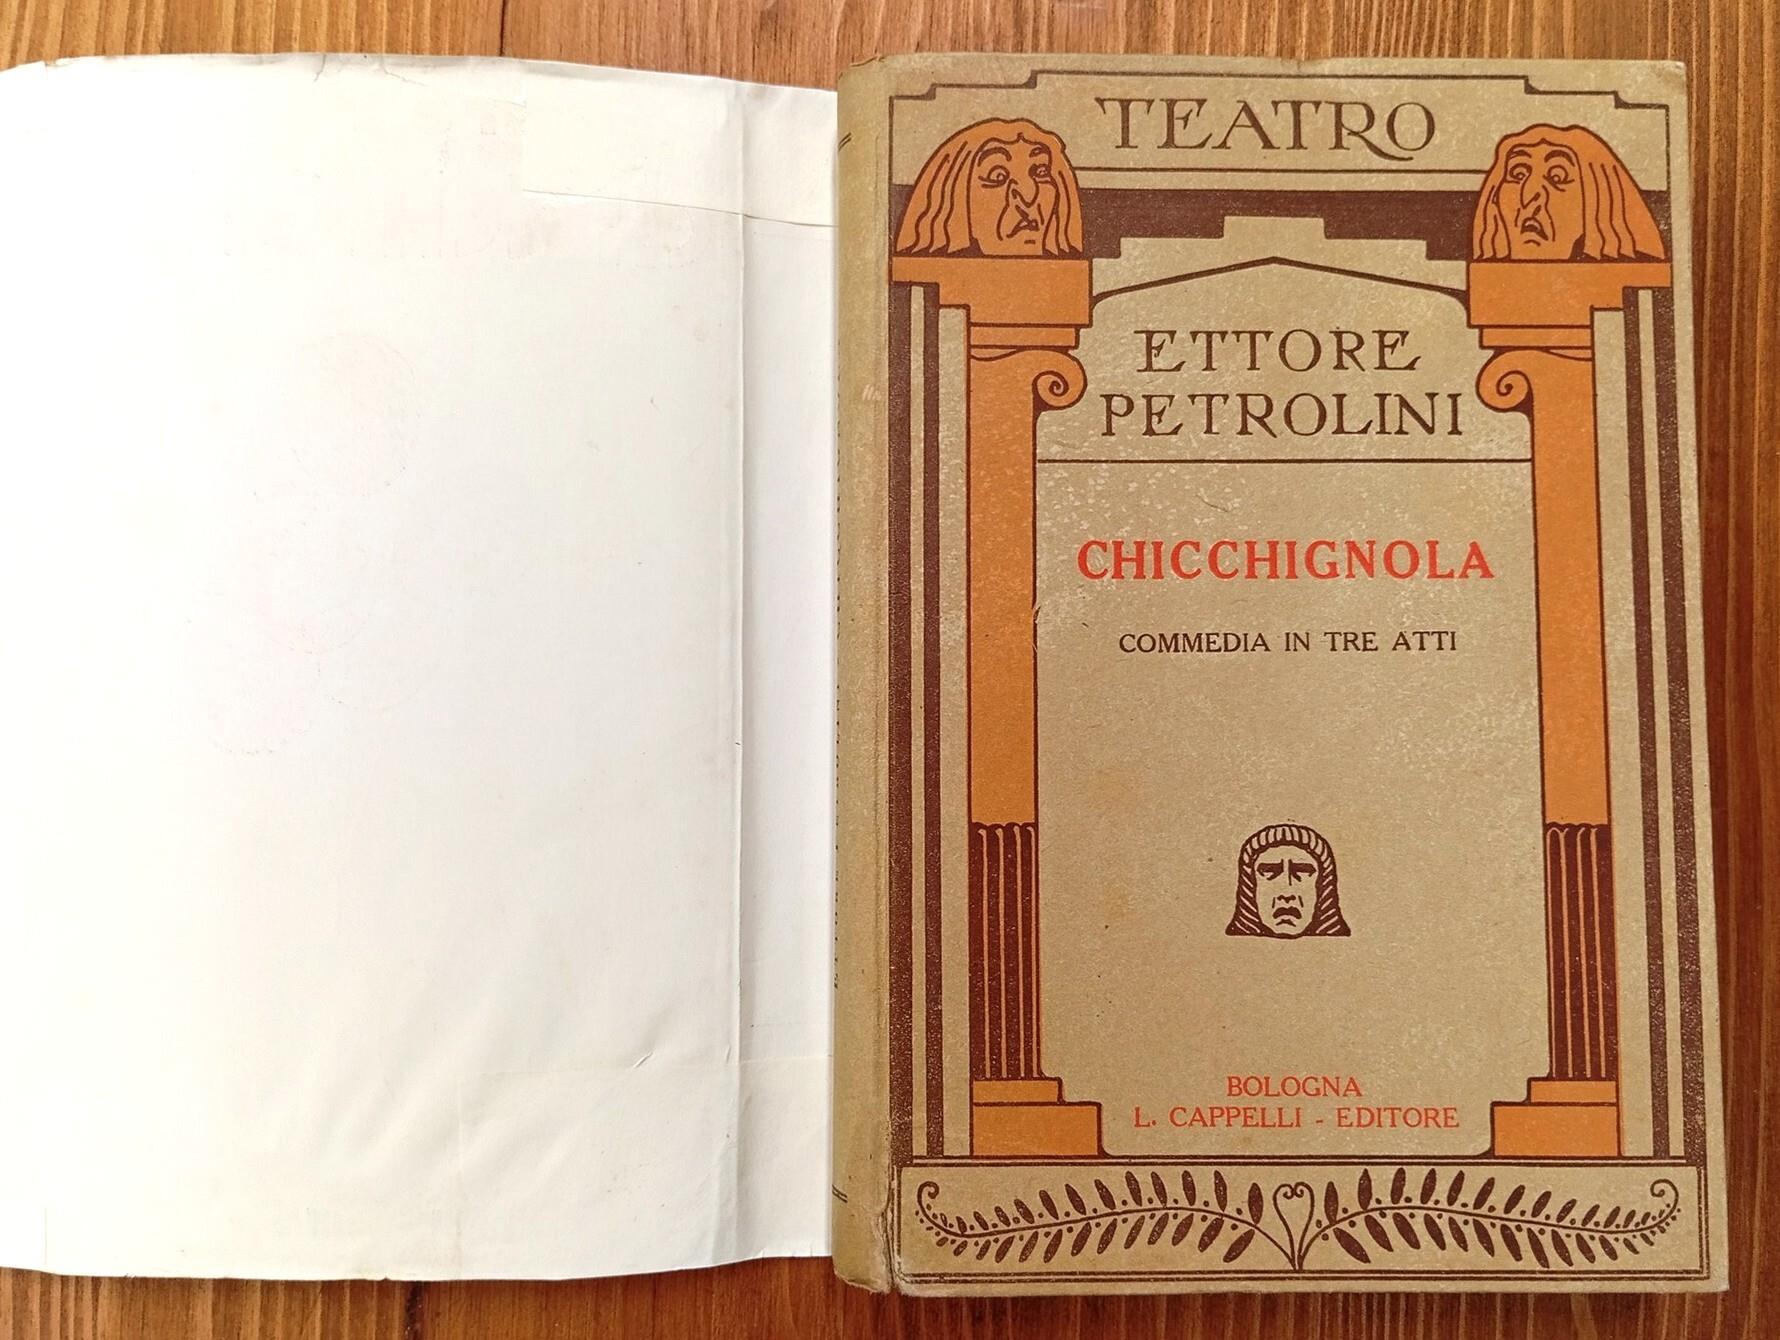 TEATRO
ETTORE
PETROLINI
CHICCHIGNOLA
COMMEDIA IN TRE ATTI
BOLOGNA
L. CAPPELLI - EDITORE